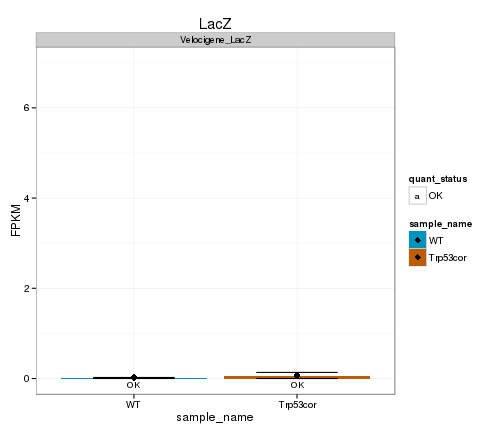 LacZ
Velocigene_LacZ
6
4
2
0
FPKM
OK
OK
WT
Trp53cor
sample_name
quant_status
a OK
sample_name
WT
Trp53cor